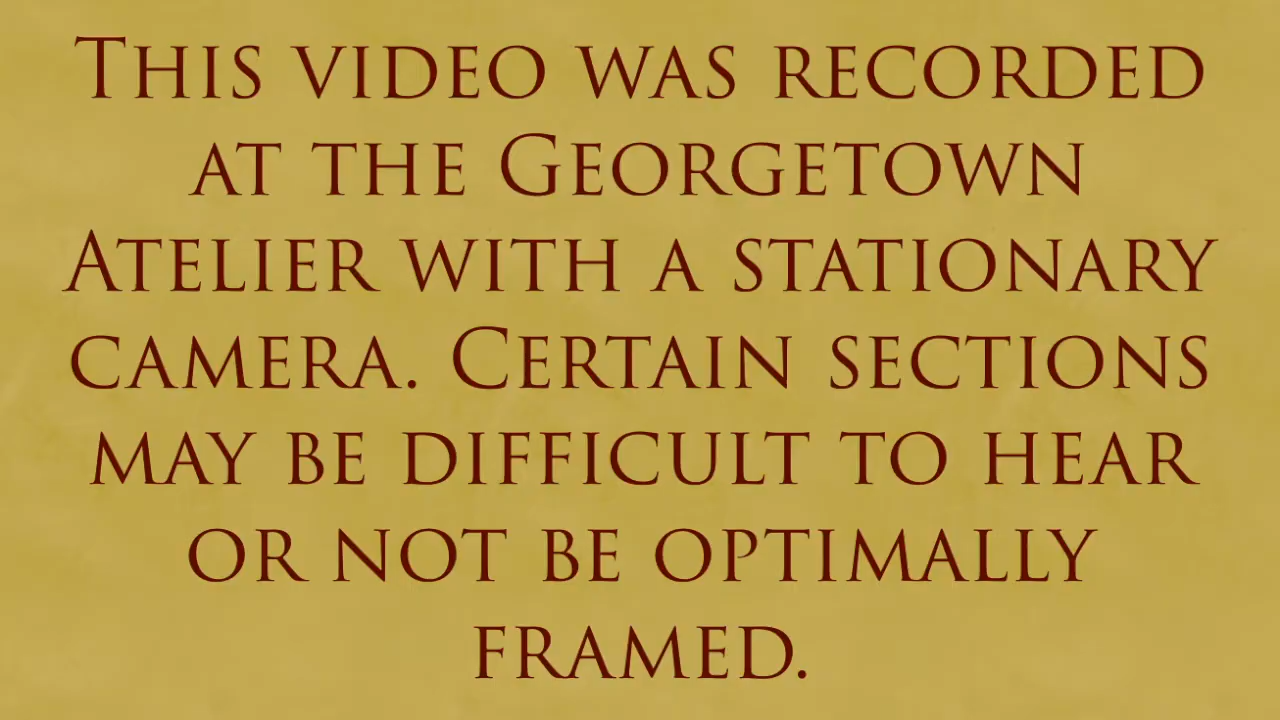 This video was recorded
at the Georgetown
Atelier with a stationary
camera. Certain sections
may be difficult to hear
or not be optimally
framed.